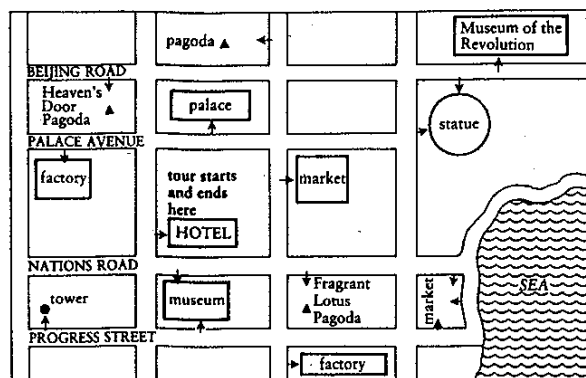 pagoda
Museum of the
Revolution
BEIJING ROAD
Heaven's
Door
Pagoda
palace
statue
PALACE AVENUE
factory
tour starts
and ends
here
HOTEL
market
NATIONS ROAD
tower
museum
Fragrant
Lotus
Pagoda
market
SEA
PROGRESS STREET
factory